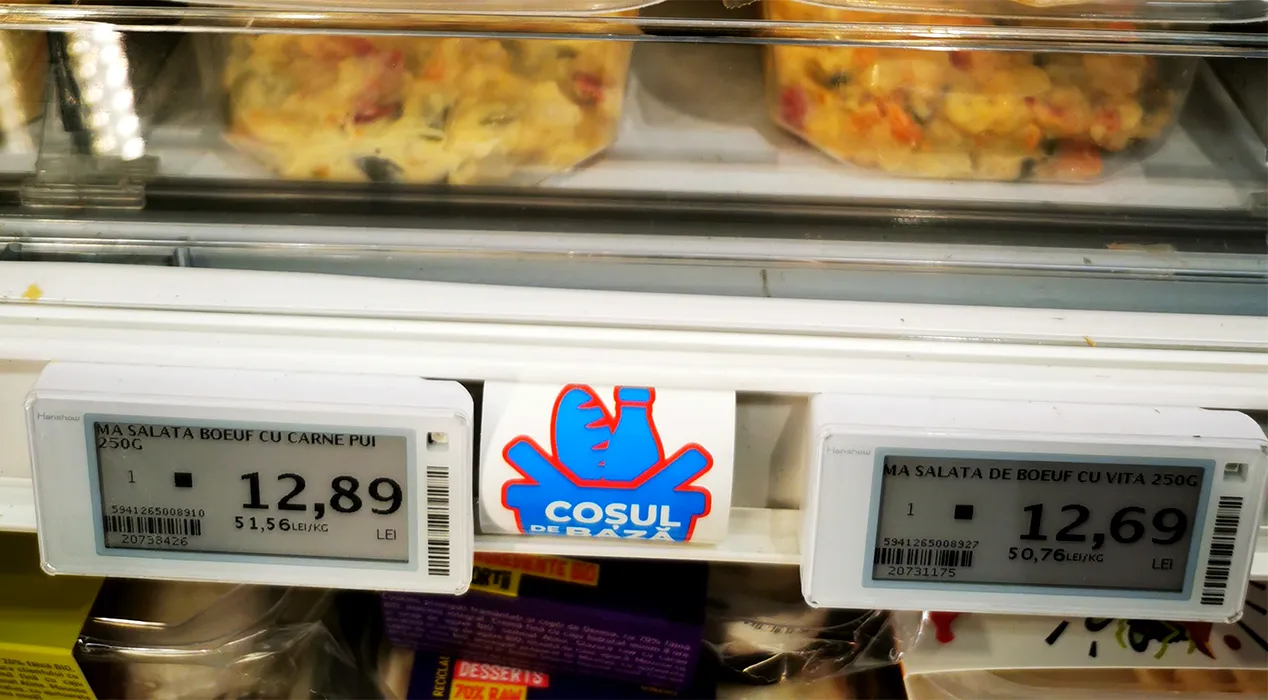 Hanshow
MA SALATA BOEUF CU CARNE PUI
250G
1
12,89
5941265008910
51,56LEI/KG
LEI
20738426
COȘUL
DE BAZĂ
Hanshow
MA SALATA DE BOEUF CU VITA 250G
1
12,69
5941265008927
50,76LEI/KG
LEI
20731175
DESSERTS
70% RAW